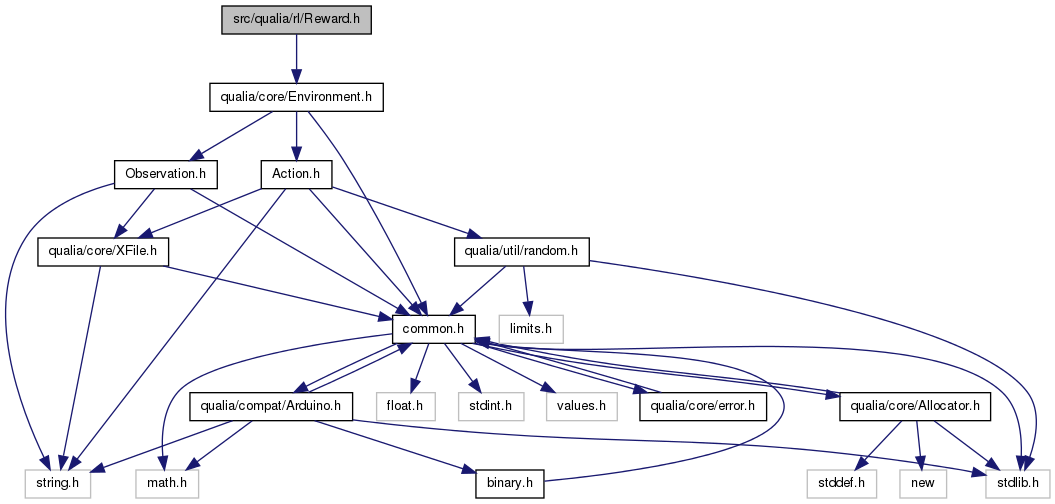 src/qualia/rl/Reward.h
qualia/core/Environment.h
Observation.h
Action.h
qualia/core/XFile.h
qualia/util/random.h
common.h
limits.h
qualia/compat/Arduino.h
float.h
stdint.h
values.h
qualia/core/error.h
qualia/core/Allocator.h
string.h
math.h
binary.h
stddef.h
new
stdlib.h